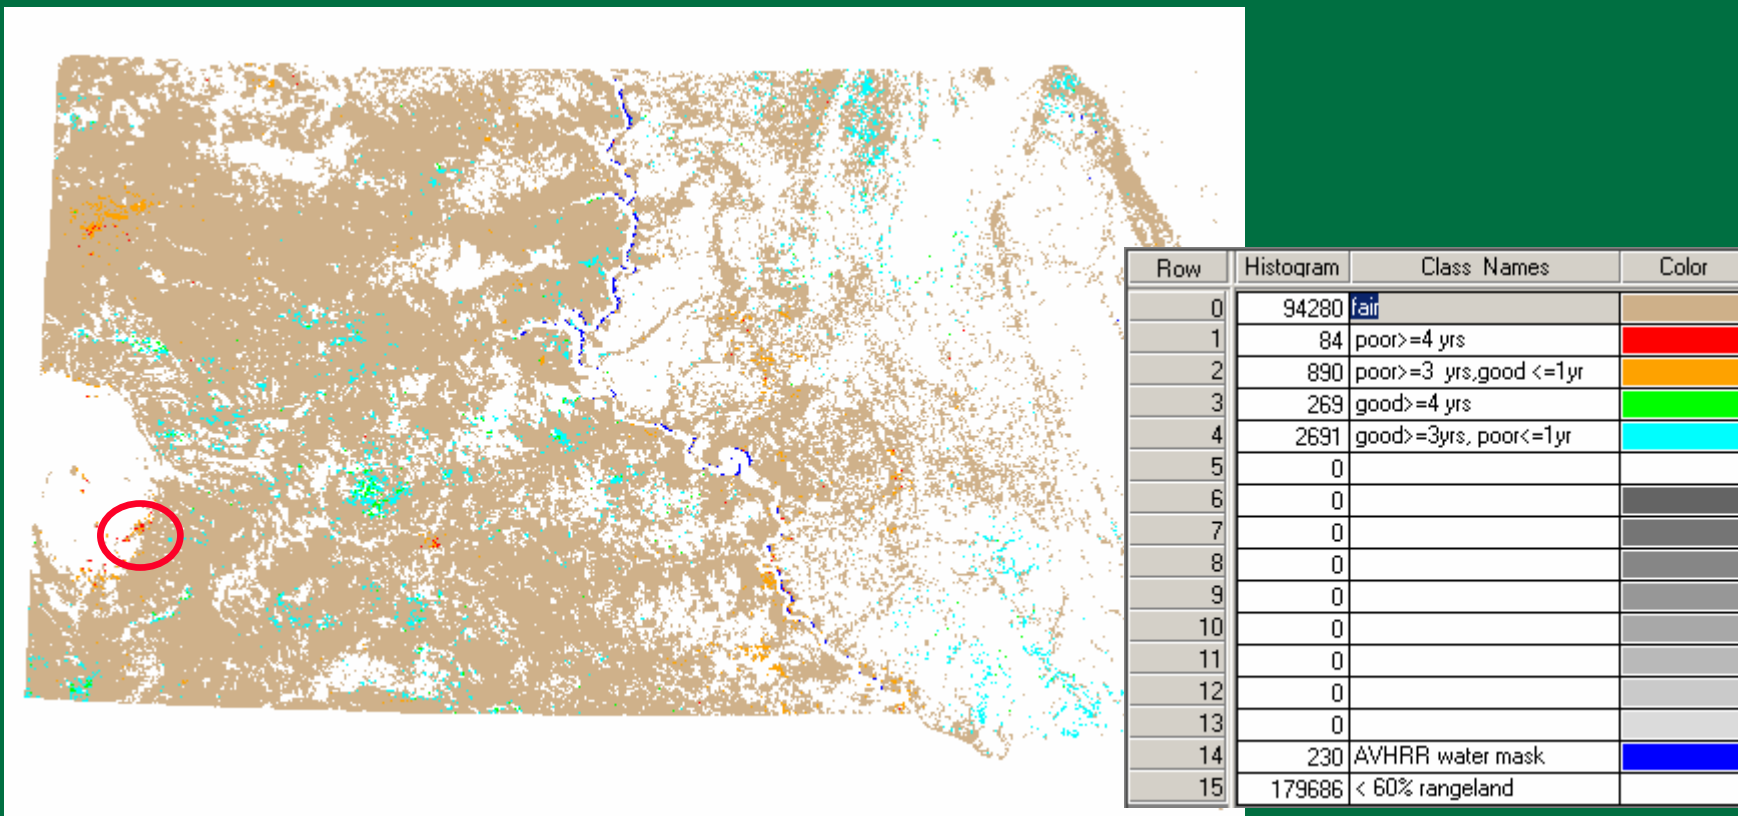 Row Histogram Class Names Color
0 94280 fair
1 84 poor>=4 yrs
2 890 poor>=3 yrs,good <=1yr
3 269 good>=4 yrs
4 2691 good>=3yrs, poor<=1yr
5 0
6 0
7 0
8 0
9 0
10 0
11 0
12 0
13 0
14 230 AVHRR water mask
15 179686 < 60% rangeland